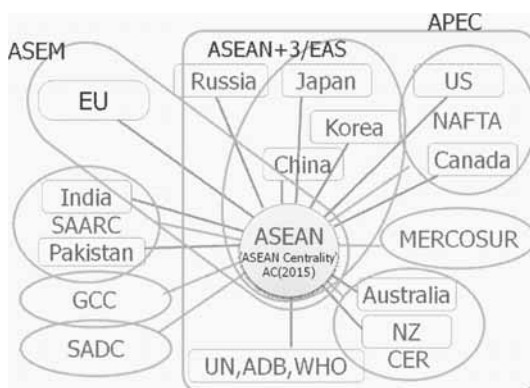 APEC
ASEM
ASEAN+3/EAS
Russia
Japan
US
EU
Korea
NAFTA
China
Canada
India
SAARC
Pakistan
ASEAN
(ASEAN Centrality)
AC(2015)
MERCOSUR
GCC
Australia
NZ
CER
SADC
UN,ADB,WHO